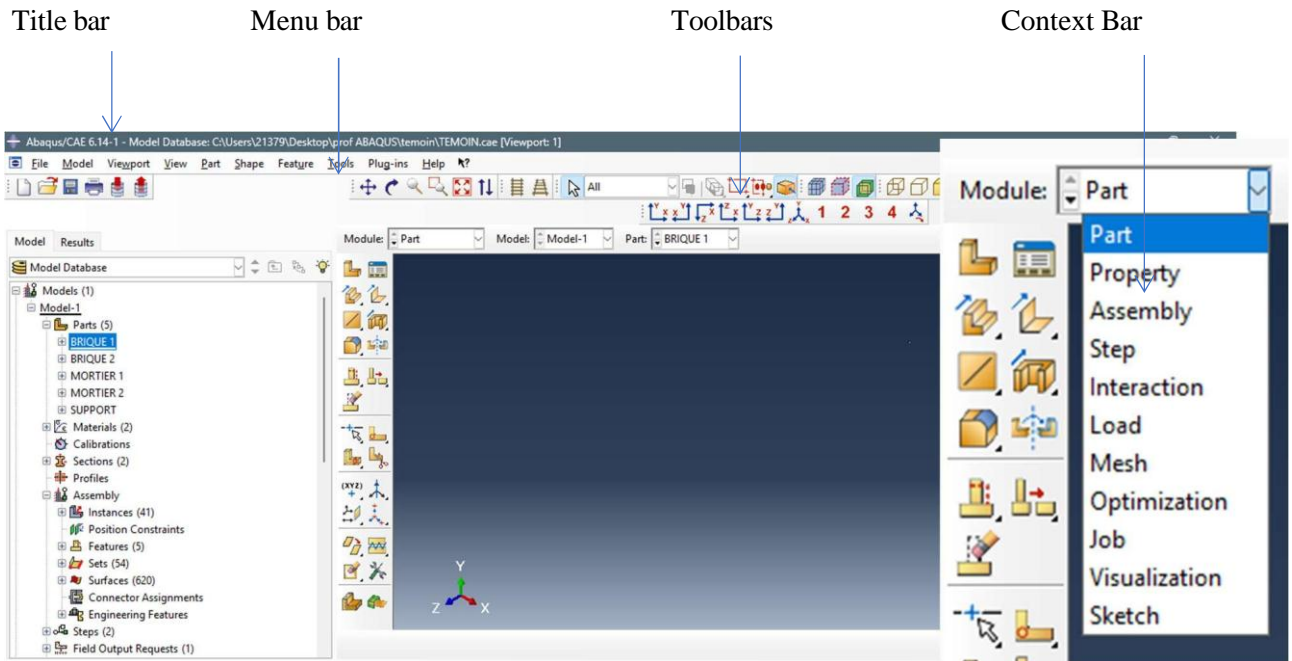 Title bar Menu bar Toolbars Context Bar
Abaqus/CAE 6.14-1 - Model Database: C:\Users\21379\Desktop\prof ABAQUS\temoin\TEMOIN.cae [Viewport: 1]
File Model Viewport View Part Shape Feature Tools Plug-ins Help
All
1 2 3 4
Model Results
Module: Part Model: Model-1 Part: BRIQUE 1
Model Database
Models (1)
Model-1
Parts (5)
BRIQUE 1
BRIQUE 2
MORTIER 1
MORTIER 2
SUPPORT
Materials (2)
Calibrations
Sections (2)
Profiles
Assembly
Instances (41)
Position Constraints
Features (5)
Sets (54)
Surfaces (620)
Connector Assignments
Engineering Features
Steps (2)
Field Output Requests (1)
(XYZ)
Y
Z X
Module: Part
Part
Property
Assembly
Step
Interaction
Load
Mesh
Optimization
Job
Visualization
Sketch